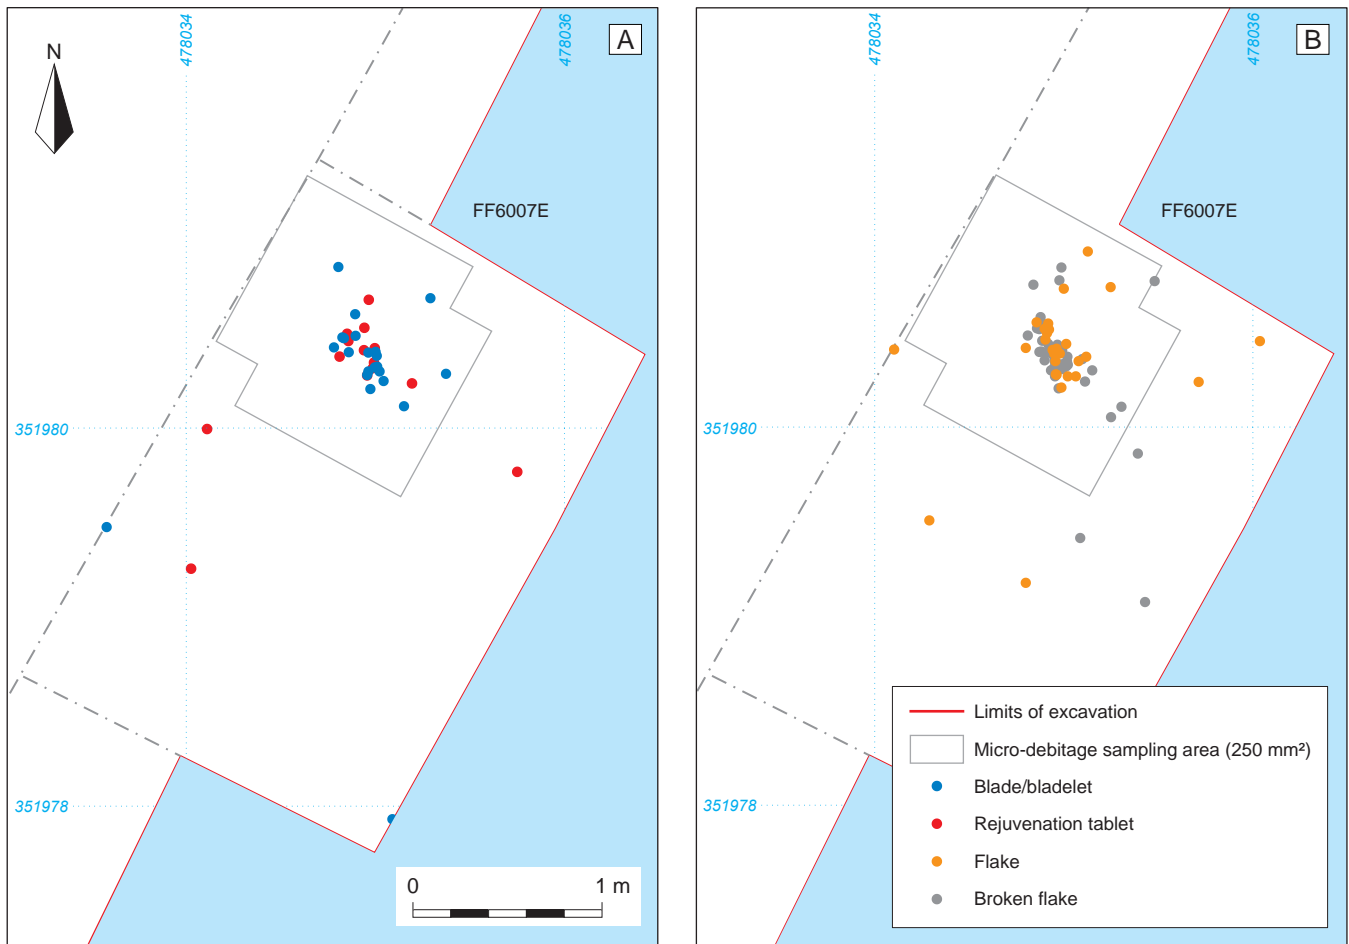 478034
478036
A
N
FF6007E
351980
351978
0 1 m
478034
478036
B
FF6007E
351980
351978
Limits of excavation
Micro-debitage sampling area (250 mm²)
Blade/bladelet
Rejuvenation tablet
Flake
Broken flake